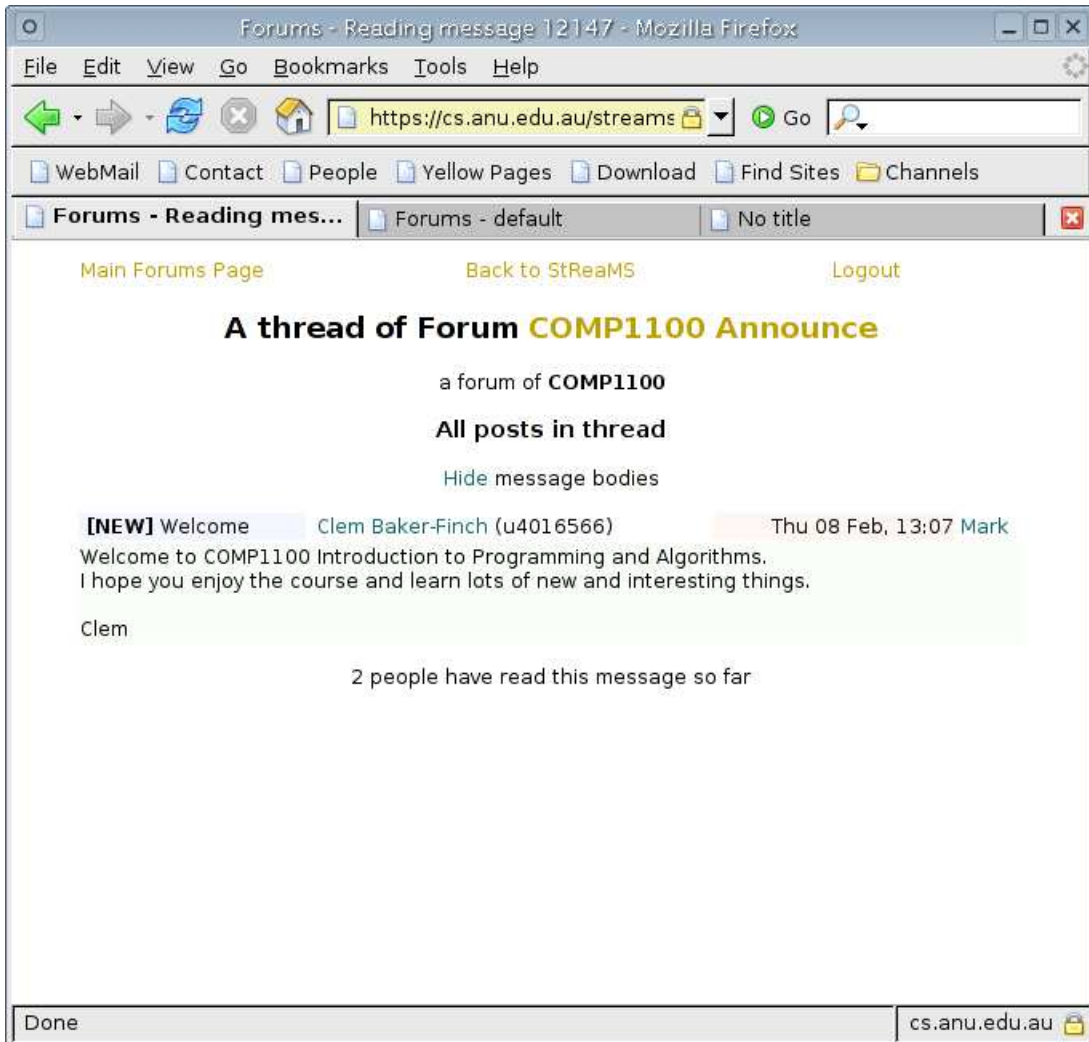 Forums - Reading message 12147 - Mozilla Firefox
File Edit View Go Bookmarks Tools Help
https://cs.anu.edu.au/streams Go
WebMail Contact People Yellow Pages Download Find Sites Channels
Forums - Reading mes... Forums - default No title
Main Forums Page Back to StReaMS Logout
A thread of Forum COMP1100 Announce
a forum of COMP1100
All posts in thread
Hide message bodies
[NEW] Welcome Clem Baker-Finch (u4016566) Thu 08 Feb, 13:07 Mark
Welcome to COMP1100 Introduction to Programming and Algorithms.
I hope you enjoy the course and learn lots of new and interesting things.
Clem
2 people have read this message so far
Done cs.anu.edu.au